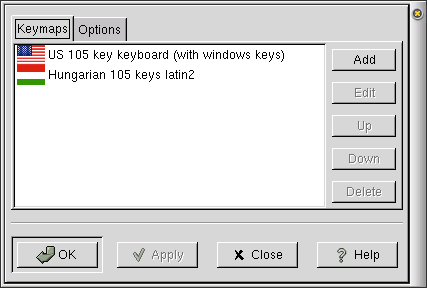 Keymaps Options
US 105 key keyboard (with windows keys)
Hungarian 105 keys latin2
Add
Edit
Up
Down
Delete
OK Apply Close Help